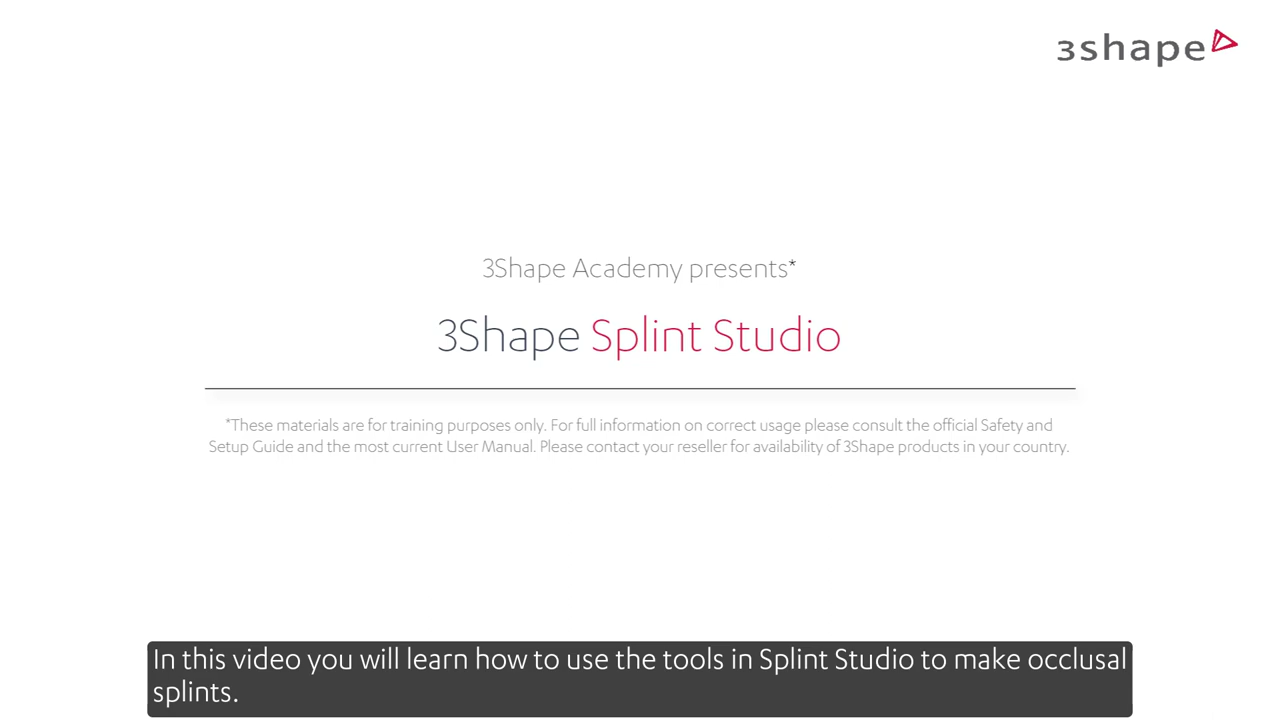 3shape
3Shape Academy presents*
3Shape Splint Studio
*These materials are for training purposes only. For full information on correct usage please consult the official Safety and
Setup Guide and the most current User Manual. Please contact your reseller for availability of 3Shape products in your country.
In this video you will learn how to use the tools in Splint Studio to make occlusal
splints.